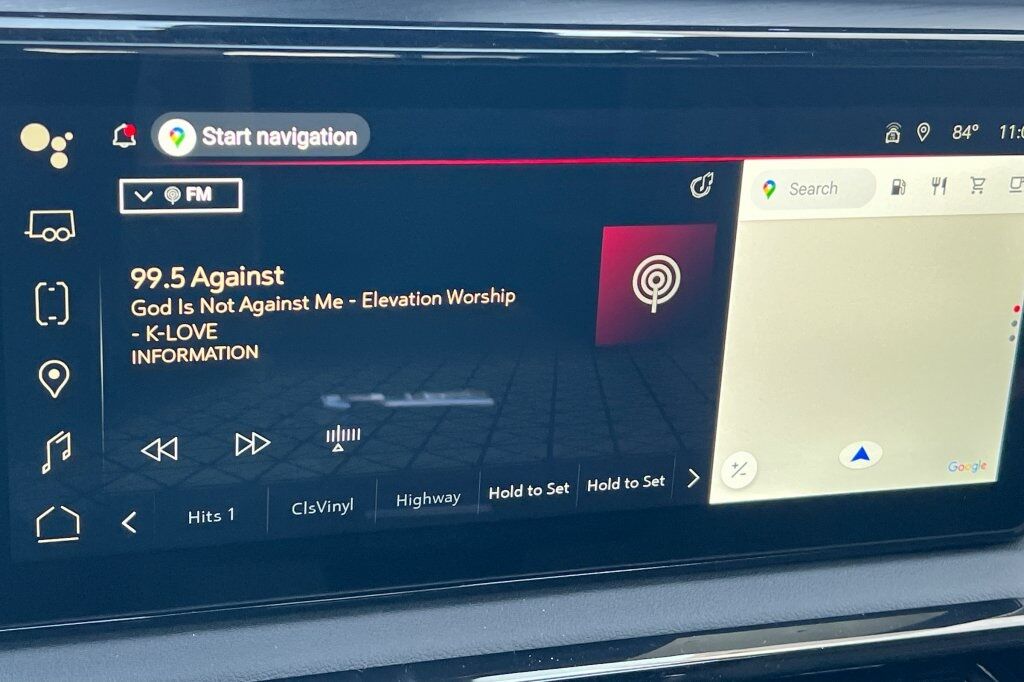 Start navigation
84°
FM
Search
99.5 Against
God Is Not Against Me - Elevation Worship
- K-LOVE
INFORMATION
Google
Hits 1
ClsVinyl
Highway
Hold to Set
Hold to Set